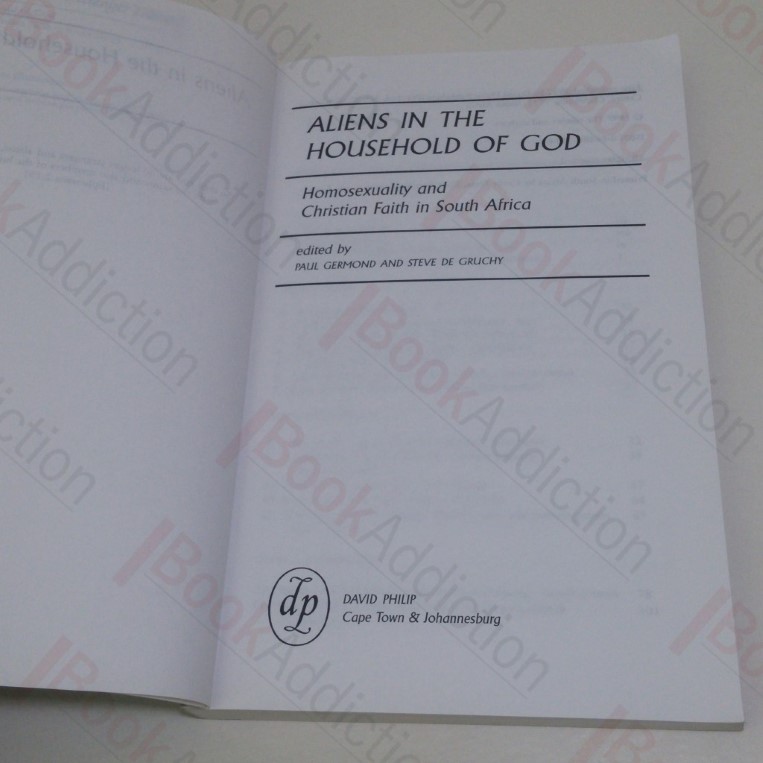 ALIENS IN THE
HOUSEHOLD OF GOD
Homosexuality and
Christian Faith in South Africa
edited by
PAUL GERMOND AND STEVE DE GRUCHY
dp
DAVID PHILIP
Cape Town & Johannesburg
BookAddiction